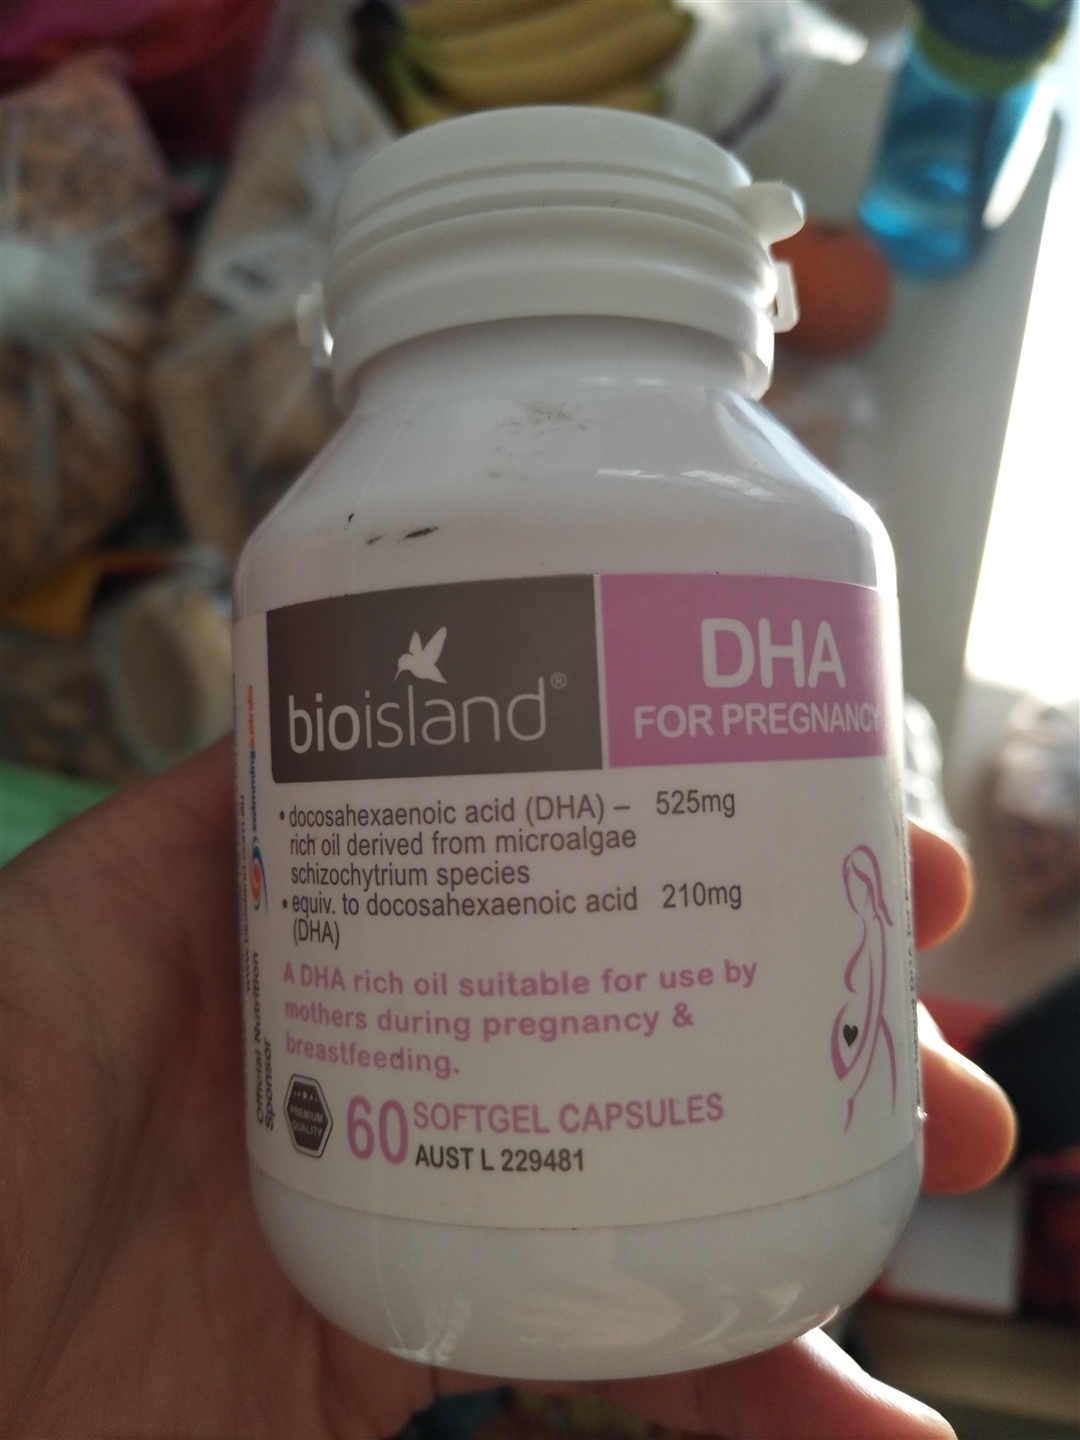 bioisland®
DHA
FOR PREGNANCY
• docosahexaenoic acid (DHA) – 525mg
rich oil derived from microalgae
schizochytrium species
• equiv. to docosahexaenoic acid 210mg
(DHA)
A DHA rich oil suitable for use by
mothers during pregnancy &
breastfeeding.
PREMIUM
QUALITY
60 SOFTGEL CAPSULES
AUST L 229481
Official Nutrition
Sponsor
swimmingaustralia